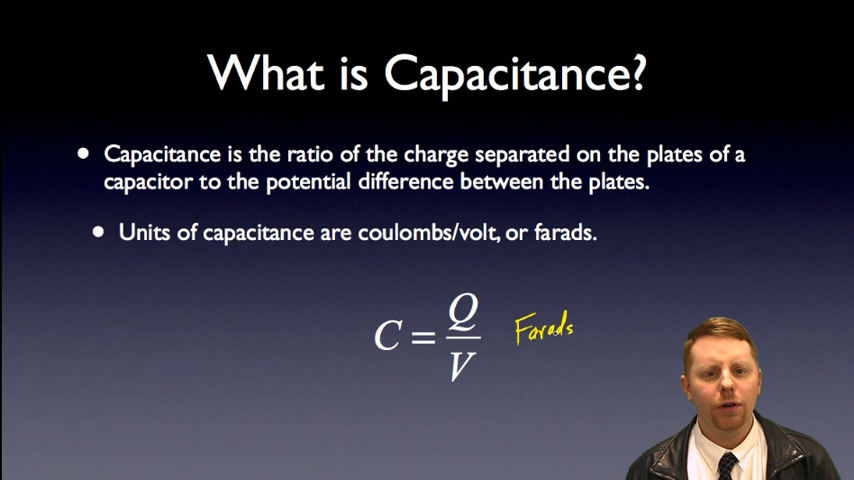 What is Capacitance?
• Capacitance is the ratio of the charge separated on the plates of a
capacitor to the potential difference between the plates.
• Units of capacitance are coulombs/volt, or farads.
C = Q/V Farads